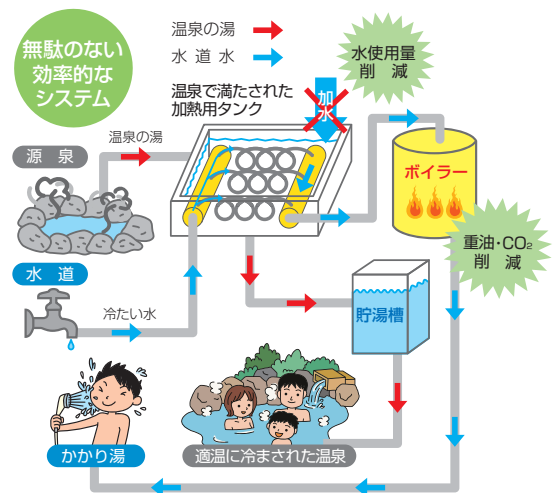 無駄のない
効率的な
システム
温泉の湯
水道水
温泉で満たされた
加熱用タンク
加水
水使用量
削減
温泉の湯
源泉
ボイラー
重油・CO₂
削減
水道
冷たい水
貯湯槽
かかり湯
適温に冷まされた温泉